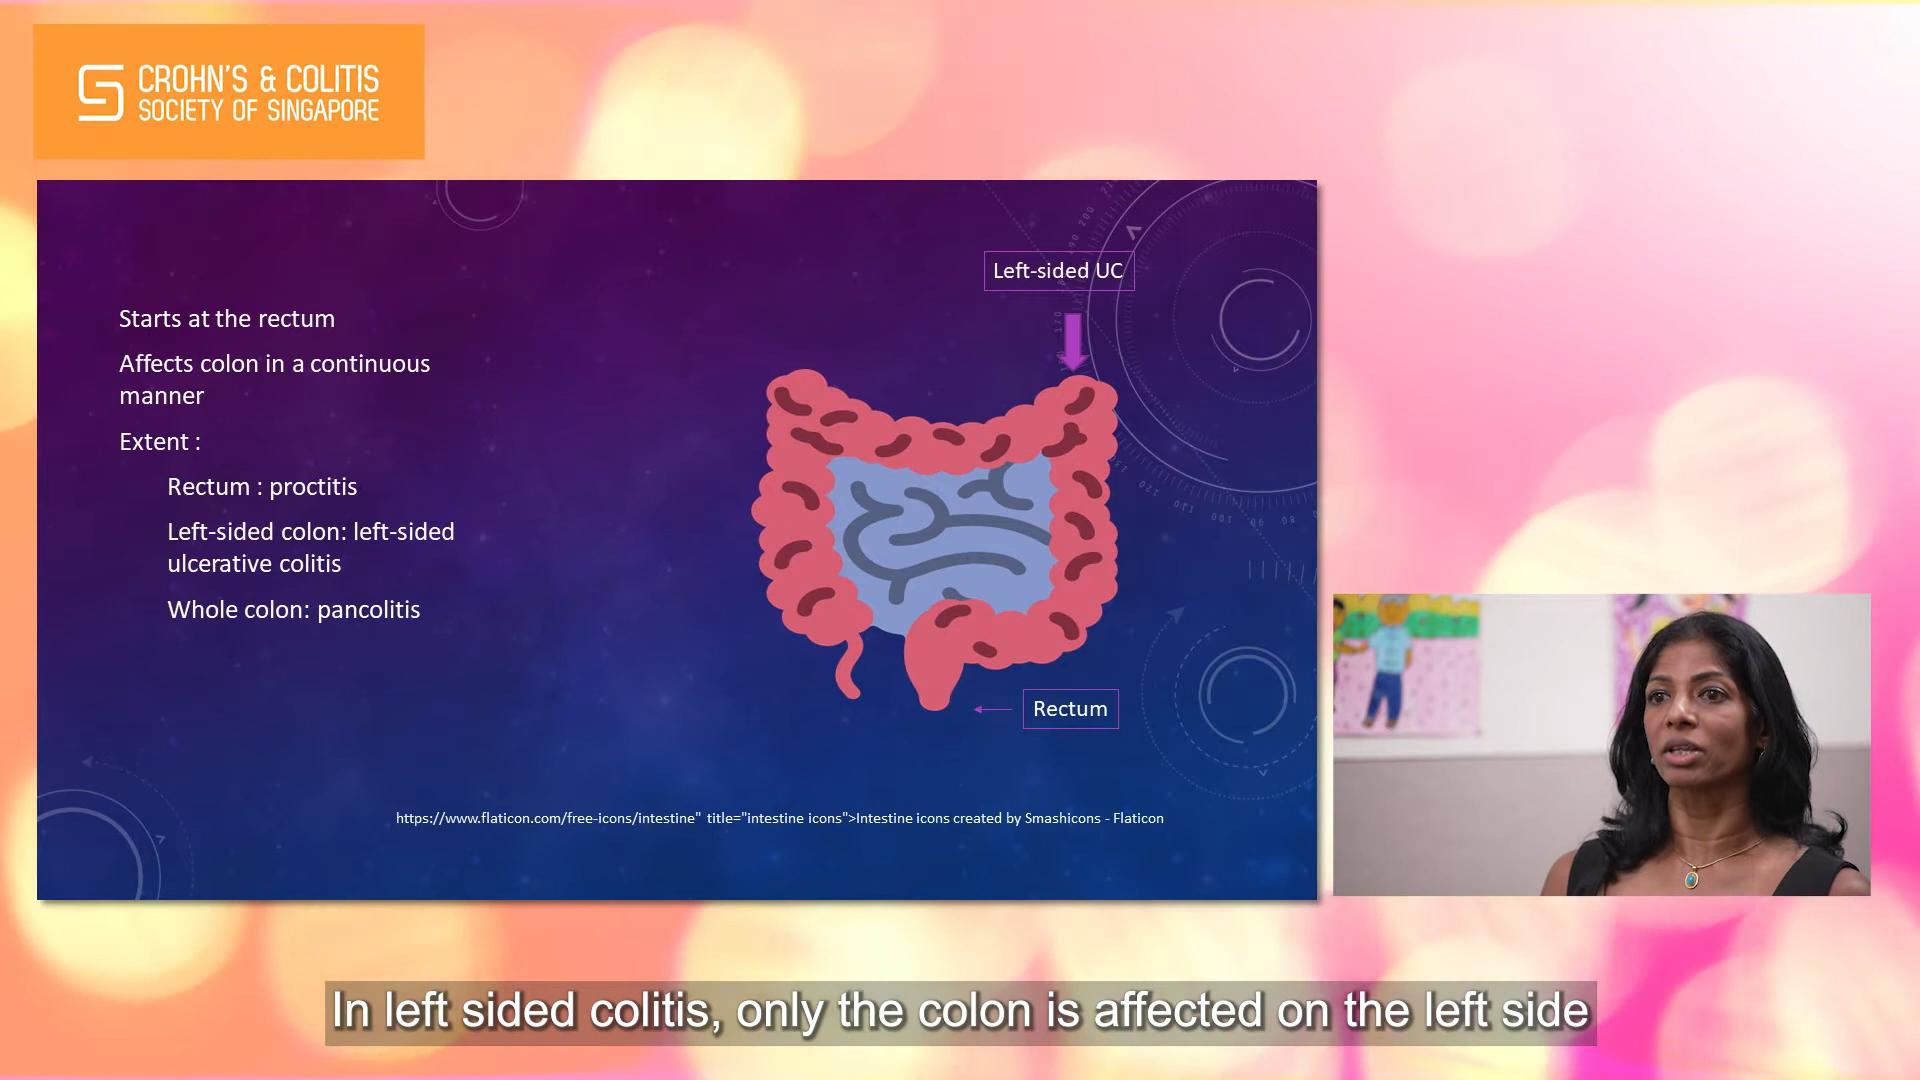 CROHN'S & COLITIS
SOCIETY OF SINGAPORE
Left-sided UC
Starts at the rectum
Affects colon in a continuous
manner
Extent :
Rectum : proctitis
Left-sided colon: left-sided
ulcerative colitis
Whole colon: pancolitis
Rectum
https://www.flaticon.com/free-icons/intestine" title="intestine icons">Intestine icons created by Smashicons - Flaticon
In left sided colitis, only the colon is affected on the left side